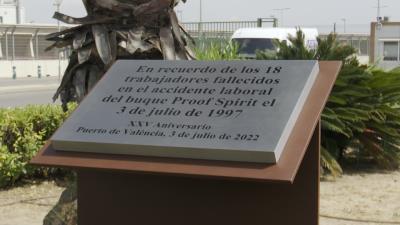 En recuerdo de los 18
trabajadores fallecidos
en el accidente laboral
del buque Proof Spirit el
3 de julio de 1997
XXV Aniversario
Puerto de València, 3 de julio de 2022